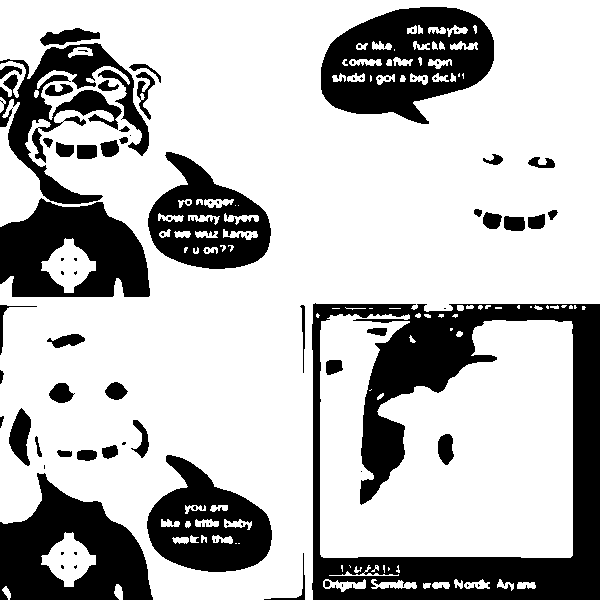 yo nigger..
how many layers
of we wuz kangs
r u on??
idk maybe 1
or like, fuckk what
comes after 1 agin
shidd i got a big dick!!
you are
like a little baby
watch this..
Original Semites were Nordic Aryans